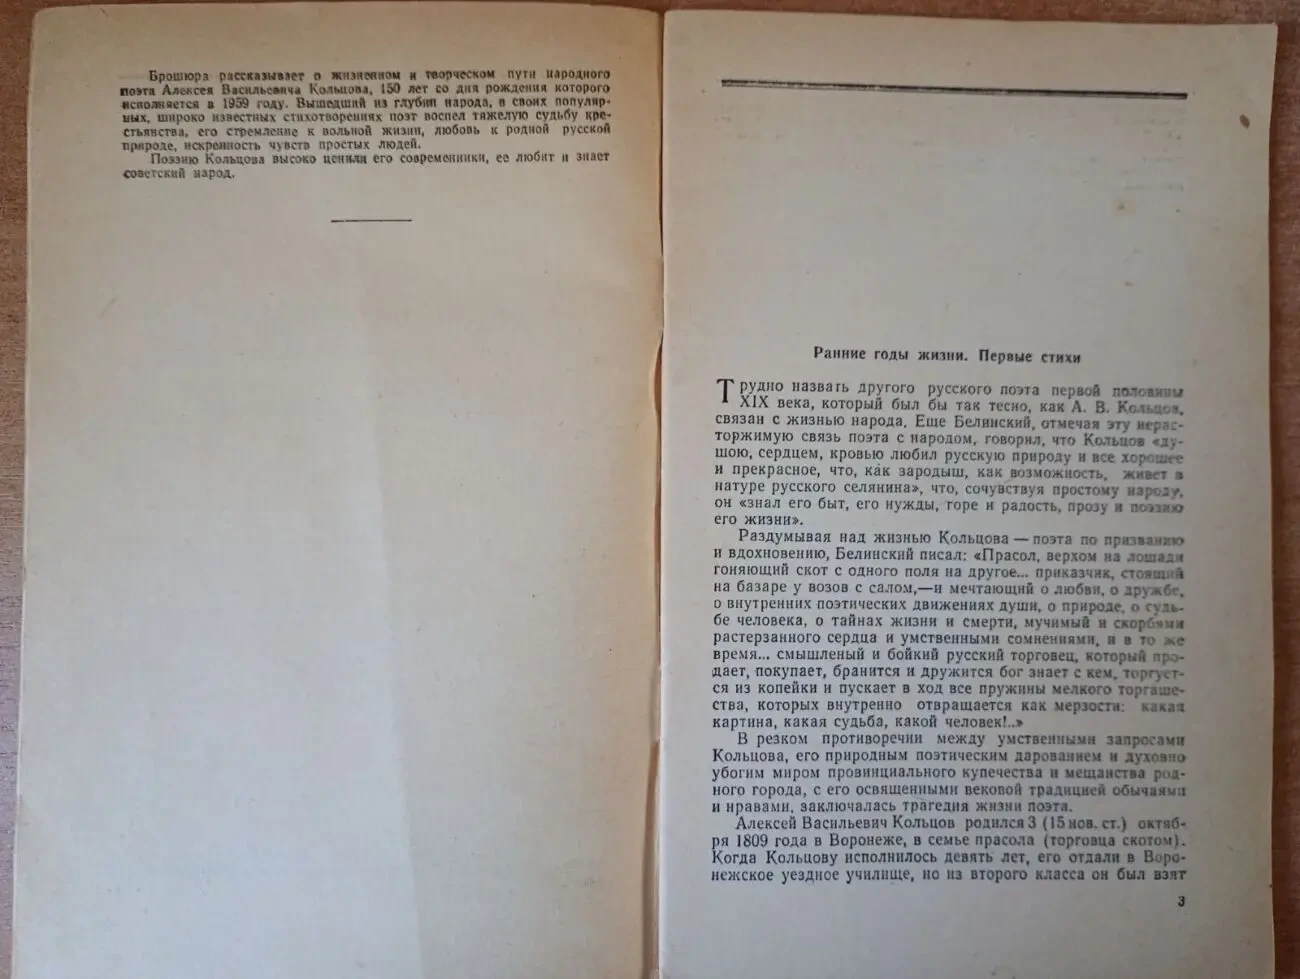 Брошюра рассказывает о жизненном и творческом пути народного
поэта Алексея Васильевича Кольцова, 150 лет со дня рождения которого
исполняется в 1959 году. Вышедший из глубин народа, в своих популяр-
ных, широко известных стихотворениях поэт воспел тяжелую судьбу кре-
стьянства, его стремление к вольной жизни, любовь к родной русской
природе, искренность чувств простых людей.
Поэзию Кольцова высоко ценили его современники, ее любит и знает
советский народ.
Ранние годы жизни. Первые стихи
Трудно назвать другого русского поэта первой половины
XIX века, который был бы так тесно, как А. В. Кольцов,
связан с жизнью народа. Еще Белинский, отмечая эту нерас-
торжимую связь поэта с народом, говорил, что Кольцов «ду-
шою, сердцем, кровью любил русскую природу и все хорошее
и прекрасное, что, как зародыш, как возможность, живет в
натуре русского селянина», что, сочувствуя простому народу,
он «знал его быт, его нужды, горе и радость, прозу и поэзию
его жизни».
Раздумывая над жизнью Кольцова — поэта по призванию
и вдохновению, Белинский писал: «Прасол, верхом на лошади
гоняющий скот с одного поля на другое... приказчик, стоящий
на базаре у возов с салом,—и мечтающий о любви, о дружбе,
о внутренних поэтических движениях души, о природе, о судь-
бе человека, о тайнах жизни и смерти, мучимый и скорбями
растерзанного сердца и умственными сомнениями, и в то же
время... смышленый и бойкий русский торговец, который про-
дает, покупает, бранится и дружится бог знает с кем, торгует-
ся из копейки и пускает в ход все пружины мелкого торгаше-
ства, которых внутренно отвращается как мерзости: какая
картина, какая судьба, какой человек!..»
В резком противоречии между умственными запросами
Кольцова, его природным поэтическим дарованием и духовно
убогим миром провинциального купечества и мещанства род-
ного города, с его освященными вековой традицией обычаями
и нравами, заключалась трагедия жизни поэта.
Алексей Васильевич Кольцов родился 3 (15 нов. ст.) октяб-
ря 1809 года в Воронеже, в семье прасола (торговца скотом).
Когда Кольцову исполнилось девять лет, его отдали в Воро-
нежское уездное училище, но из второго класса он был взят
3